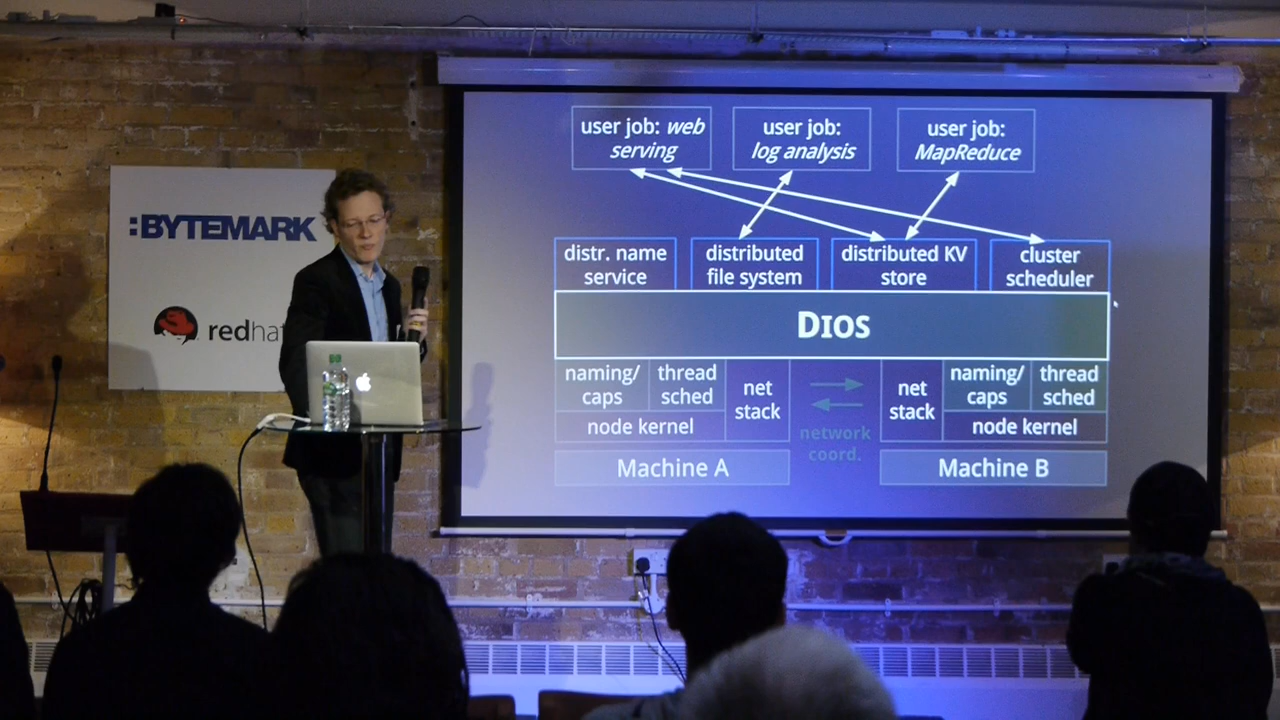 :BYTEMARK
redhat
user job: web
serving
user job:
log analysis
user job:
MapReduce
distr. name
service
distributed
file system
distributed KV
store
cluster
scheduler
DIOS
naming/
caps
thread
sched
net
stack
node kernel
Machine A
network
coord.
net
stack
naming/
caps
thread
sched
node kernel
Machine B